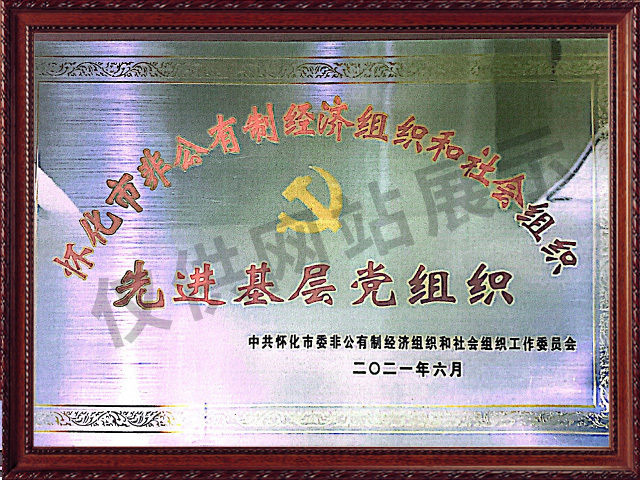 怀化市非公有制经济组织和社会组织
先进基层党组织
中共怀化市委非公有制经济组织和社会组织工作委员会
二〇二一年六月
仅供网站展示